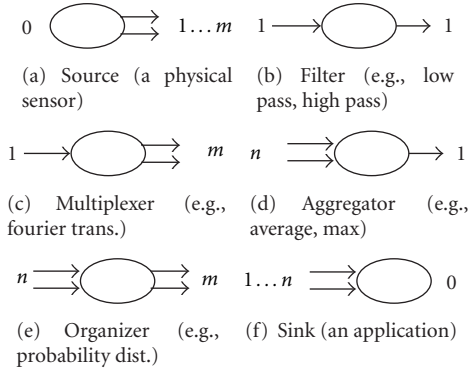 0 1...m
1 1
(a) Source (a physical sensor)
(b) Filter (e.g., low pass, high pass)
1 m
n 1
(c) Multiplexer (e.g., fourier trans.)
(d) Aggregator (e.g., average, max)
n m
1...n 0
(e) Organizer (e.g., probability dist.)
(f) Sink (an application)